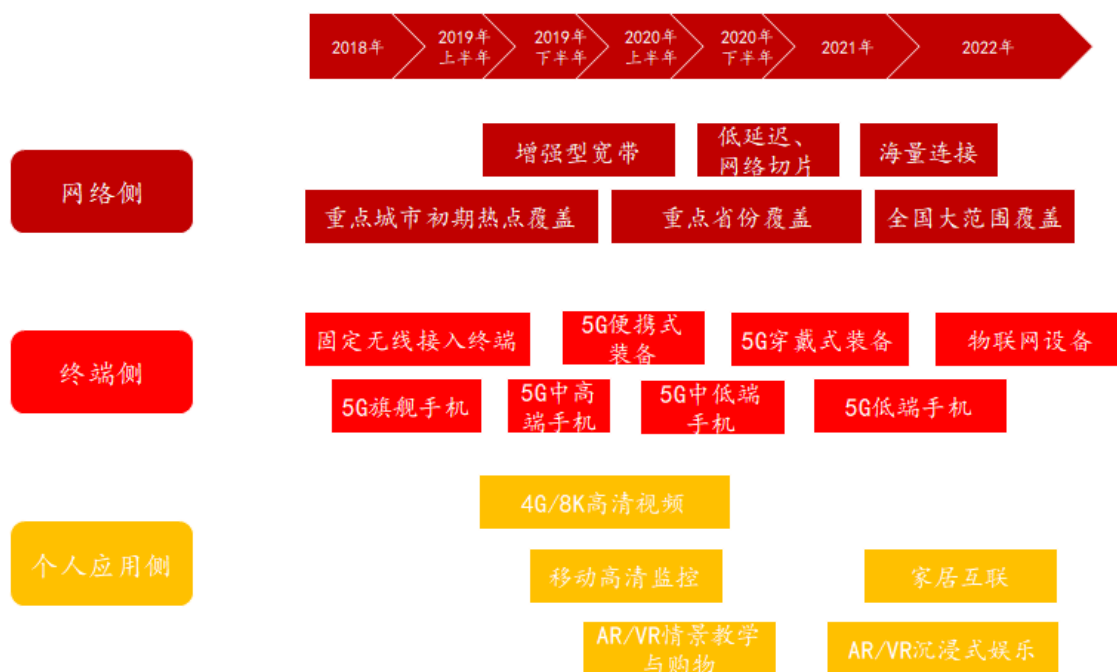 2018年
2019年
上半年
2019年
下半年
2020年
上半年
2020年
下半年
2021年
2022年
网络侧
增强型宽带
低延迟、
网络切片
海量连接
重点城市初期热点覆盖
重点省份覆盖
全国大范围覆盖
终端侧
固定无线接入终端
5G便携式
装备
5G穿戴式装备
物联网设备
5G旗舰手机
5G中高
端手机
5G中低端
手机
5G低端手机
个人应用侧
4G/8K高清视频
移动高清监控
家居互联
AR/VR情景教学
与购物
AR/VR沉浸式娱乐